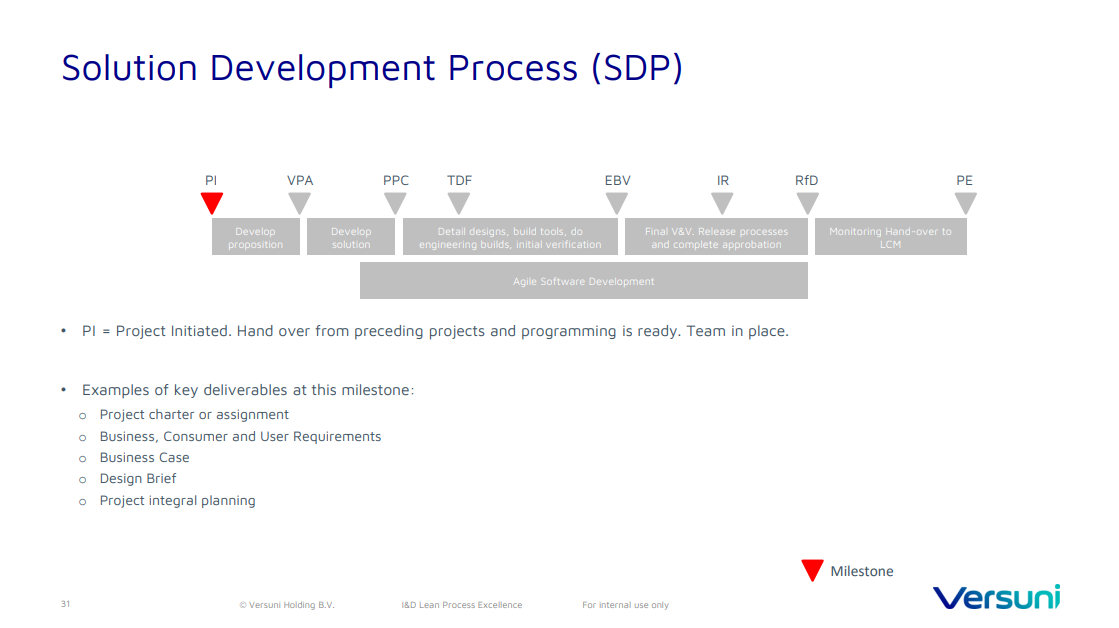 Solution Development Process (SDP)
PI VPA PPC TDF EBV IR RfD PE
Develop
proposition
Develop
solution
Detail designs, build tools, do
engineering builds, initial verification
Final V&V. Release processes
and complete approbation
Monitoring Hand-over to
LCM
Agile Software Development
• PI = Project Initiated. Hand over from preceding projects and programming is ready. Team in place.
• Examples of key deliverables at this milestone:
o Project charter or assignment
o Business, Consumer and User Requirements
o Business Case
o Design Brief
o Project integral planning
Milestone
31 © Versuni Holding B.V. I&D Lean Process Excellence For internal use only
Versuni